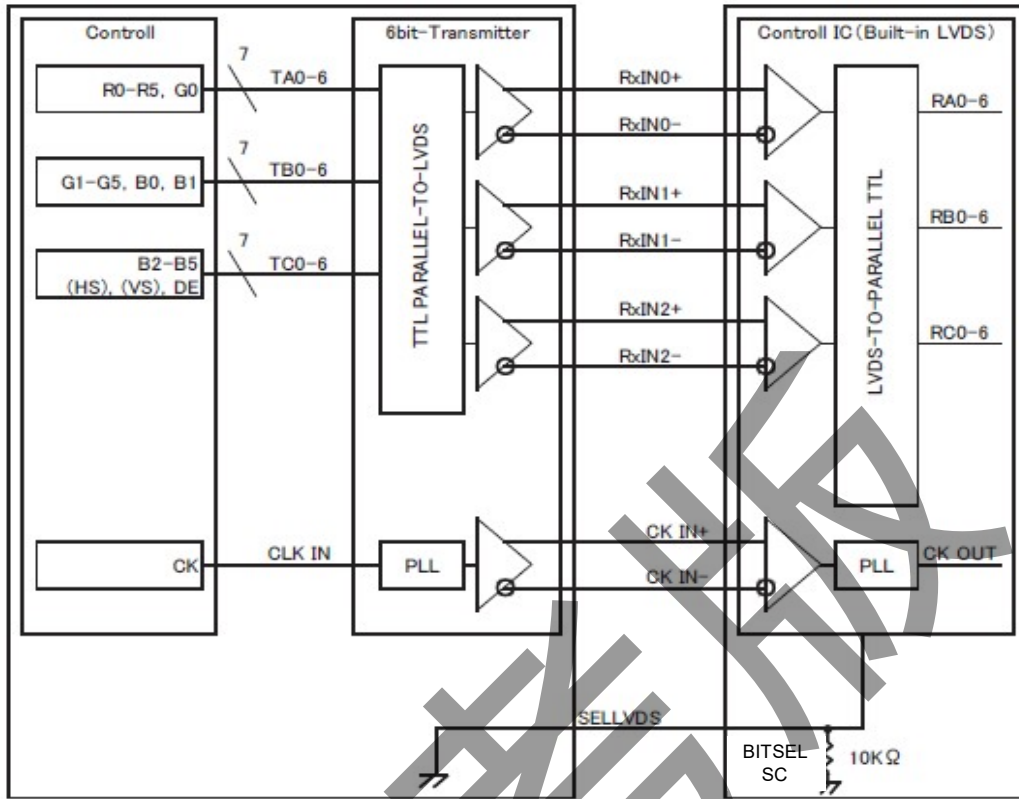 Controll
6bit-Transmitter
Controll IC (Built-in LVDS)
7
TA0-6
R0-R5, G0
RxIN0+
RxIN0-
RA0-6
7
TB0-6
G1-G5, B0, B1
TTL PARALLEL-TO-LVDS
RxIN1+
RxIN1-
LVDS-TO-PARALLEL TTL
RB0-6
7
TC0-6
B2-B5
(HS), (VS), DE
RxIN2+
RxIN2-
RC0-6
CK
CLK IN
PLL
CK IN+
CK IN-
PLL
CK OUT
SELLVDS
BITSEL
SC
10KΩ